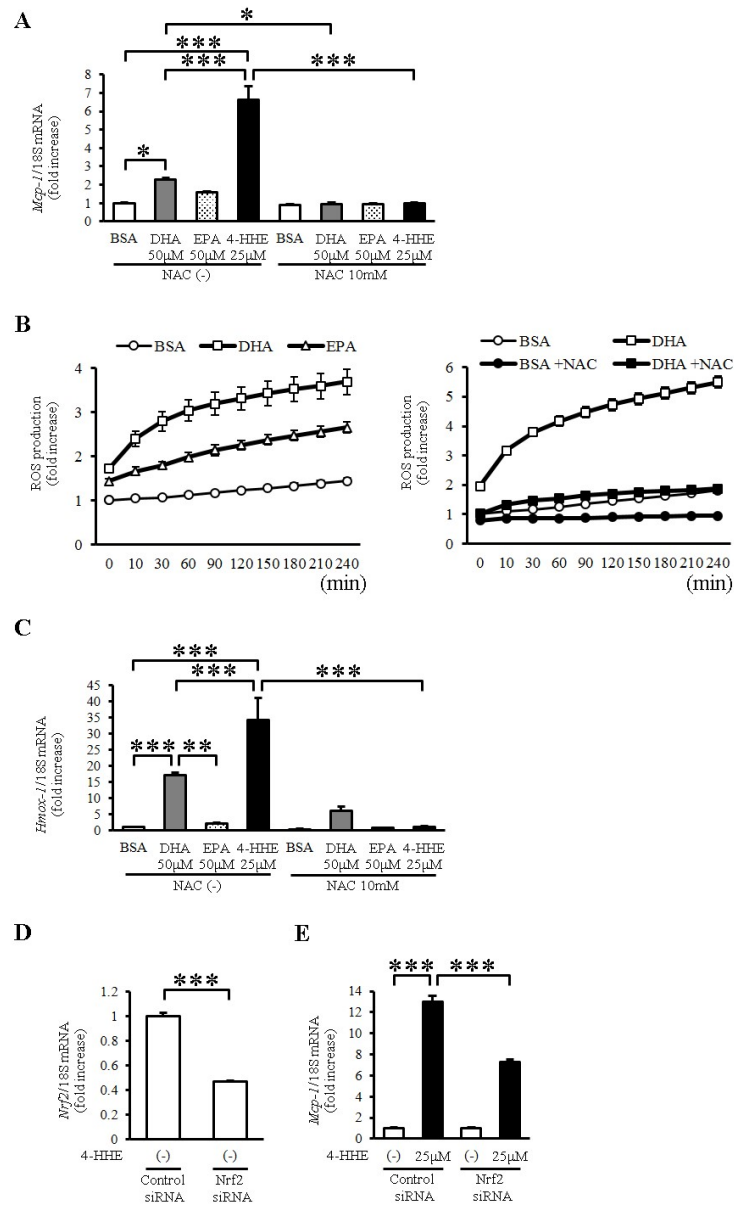 A
*
***
*** ***
Mcp-1/18S mRNA
(fold increase)
8
7
6
5
4
3
2
1
0
*
BSA DHA EPA 4-HHE BSA DHA EPA 4-HHE
50μM 50μM 25μM 50μM 50μM 25μM
NAC (-) NAC 10mM
B
BSA DHA EPA
ROS production
(fold increase)
4
3
2
1
0
0 10 30 60 90 120 150 180 210 240
(min)
BSA DHA
BSA +NAC DHA +NAC
ROS production
(fold increase)
6
5
4
3
2
1
0
0 10 30 60 90 120 150 180 210 240
(min)
C
***
*** ***
Hmox-1/18S mRNA
(fold increase)
45
40
35
30
25
20
15
10
5
0
*** **
BSA DHA EPA 4-HHE BSA DHA EPA 4-HHE
50μM 50μM 25μM 50μM 50μM 25μM
NAC (-) NAC 10mM
D
***
Nrf2/18S mRNA
(fold increase)
1.2
1
0.8
0.6
0.4
0.2
0
4-HHE (-) (-)
Control Nrf2
siRNA siRNA
E
*** ***
Mcp-1/18S mRNA
(fold increase)
14
12
10
8
6
4
2
0
4-HHE (-) 25μM (-) 25μM
Control Nrf2
siRNA siRNA